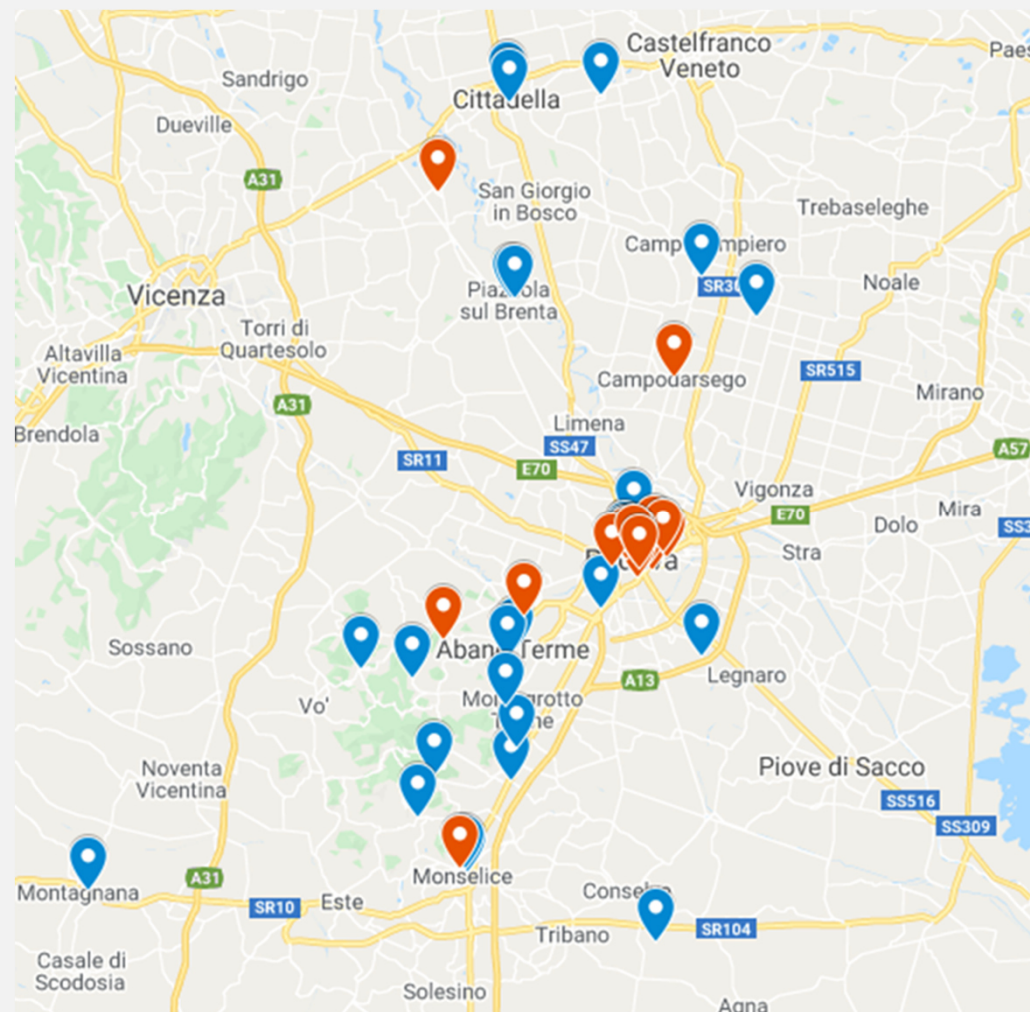 Castelfranco
Veneto
Paes
Sandrigo
Cittadella
Dueville
A31
San Giorgio
in Bosco
Trebaseleghe
Noale
Vicenza
Piazzola
sul Brenta
Torri di
Quartesolo
Altavilla
Vicentina
SR515
Campodarsego
Mirano
A31
Limena
Brendola
SS47
A57
SR11
E70
Vigonza
Mira
E70
Dolo
Stra
Sossano
Abano Terme
A13
Legnaro
Vo'
Noventa
Vicentina
Piove di Sacco
SS516
SS309
Monselice
A31
Montagnana
Este
SR10
SR104
Tribano
Casale di
Scodosia
Solesino
Agna